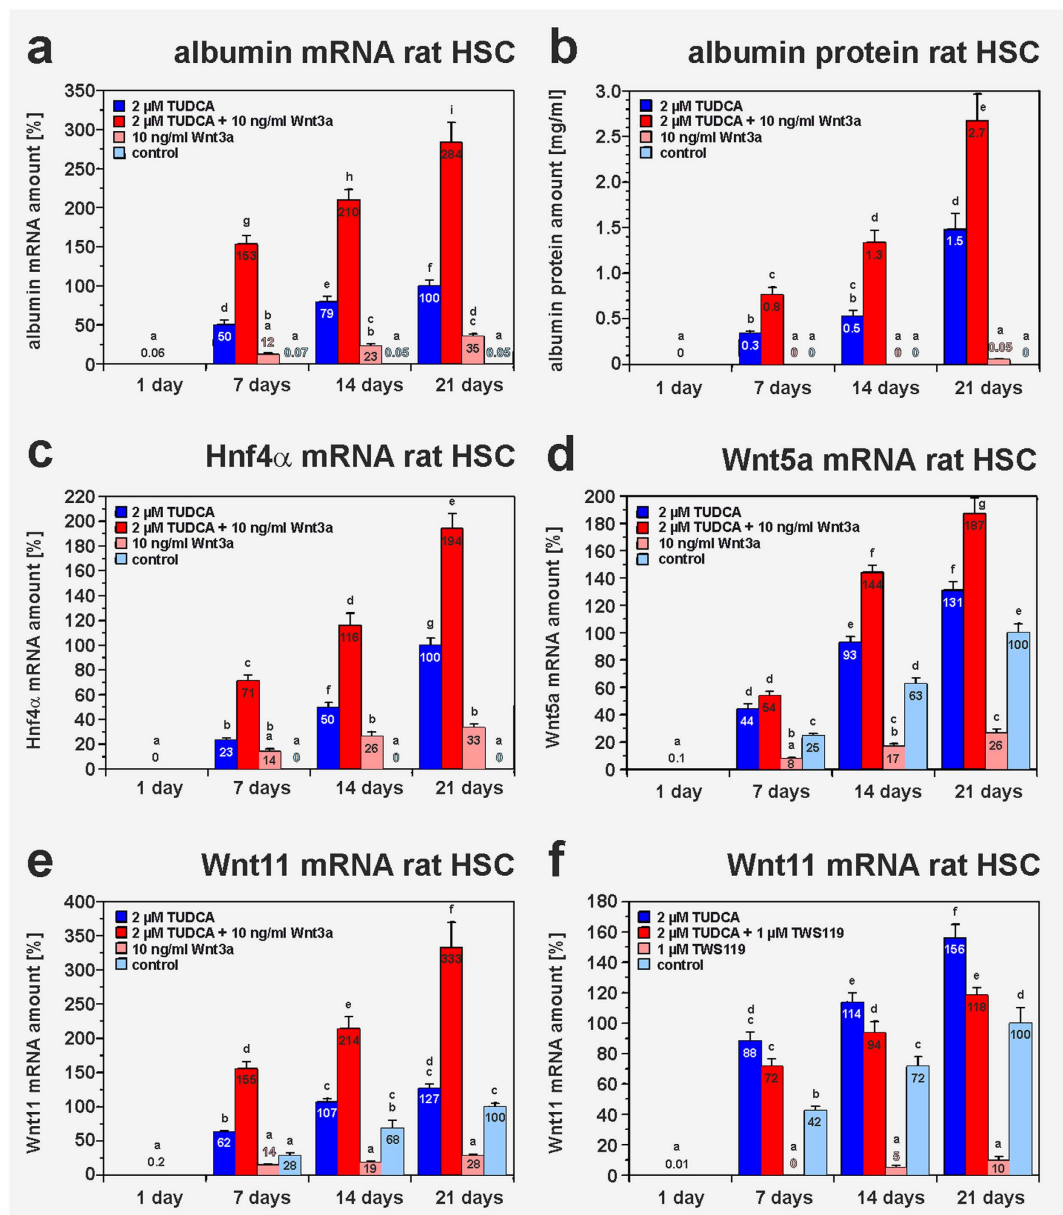 a albumin mRNA rat HSC
albumin mRNA amount [%]
350
300
250
200
150
100
50
0
2 µM TUDCA
2 µM TUDCA + 10 ng/ml Wnt3a
10 ng/ml Wnt3a
control
a
0.06
d
50
g
153
b
a
12
a
0.07
e
79
h
210
c
b
23
a
0.05
f
100
i
284
d
c
35
a
0.05
1 day 7 days 14 days 21 days
b albumin protein rat HSC
albumin protein amount [mg/ml]
3.0
2.5
2.0
1.5
1.0
0.5
0
2 µM TUDCA
2 µM TUDCA + 10 ng/ml Wnt3a
10 ng/ml Wnt3a
control
a
0
b
0.3
c
0.8
a
0
a
0
c
b
0.5
d
1.3
a
0
a
0
d
1.5
e
2.7
a
0.05
a
0
1 day 7 days 14 days 21 days
c Hnf4α mRNA rat HSC
Hnf4α mRNA amount [%]
220
200
180
160
140
120
100
80
60
40
20
0
2 µM TUDCA
2 µM TUDCA + 10 ng/ml Wnt3a
10 ng/ml Wnt3a
control
a
0
b
23
c
71
b
a
14
a
0
f
50
d
116
b
26
a
0
g
100
e
194
b
33
a
0
1 day 7 days 14 days 21 days
d Wnt5a mRNA rat HSC
Wnt5a mRNA amount [%]
200
180
160
140
120
100
80
60
40
20
0
2 µM TUDCA
2 µM TUDCA + 10 ng/ml Wnt3a
10 ng/ml Wnt3a
control
a
0.1
d
44
d
54
b
a
8
c
25
e
93
f
144
c
b
17
d
63
f
131
g
187
c
26
e
100
1 day 7 days 14 days 21 days
e Wnt11 mRNA rat HSC
Wnt11 mRNA amount [%]
400
350
300
250
200
150
100
50
0
2 µM TUDCA
2 µM TUDCA + 10 ng/ml Wnt3a
10 ng/ml Wnt3a
control
a
0.2
b
62
d
155
a
14
a
28
c
107
e
214
a
19
c
b
68
d
c
127
f
333
a
28
c
100
1 day 7 days 14 days 21 days
f Wnt11 mRNA rat HSC
Wnt11 mRNA amount [%]
180
160
140
120
100
80
60
40
20
0
2 µM TUDCA
2 µM TUDCA + 1 µM TWS119
1 µM TWS119
control
a
0.01
d
c
88
c
72
a
0
b
42
e
114
d
94
a
5
c
72
f
156
e
118
a
10
d
100
1 day 7 days 14 days 21 days